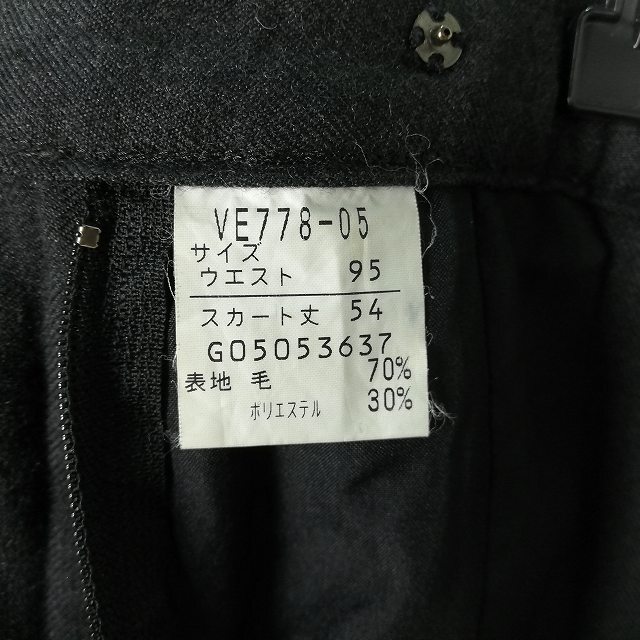 VE778-05
サイズ
ウエスト 95
スカート丈 54
G05053637
表地 毛 70%
ポリエステル 30%